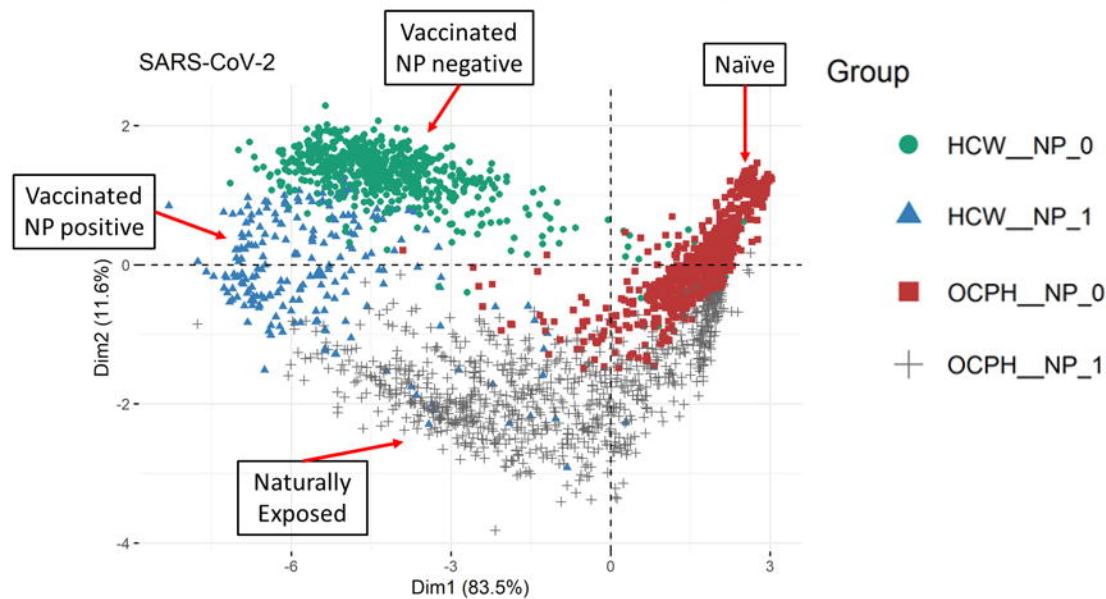 Vaccinated
NP negative
SARS-CoV-2
Naïve
Group
HCW__NP_0
HCW__NP_1
OCPH__NP_0
OCPH__NP_1
Vaccinated
NP positive
Naturally
Exposed
2
0
-2
-4
Dim2 (11.6%)
-6
-3
0
3
Dim1 (83.5%)